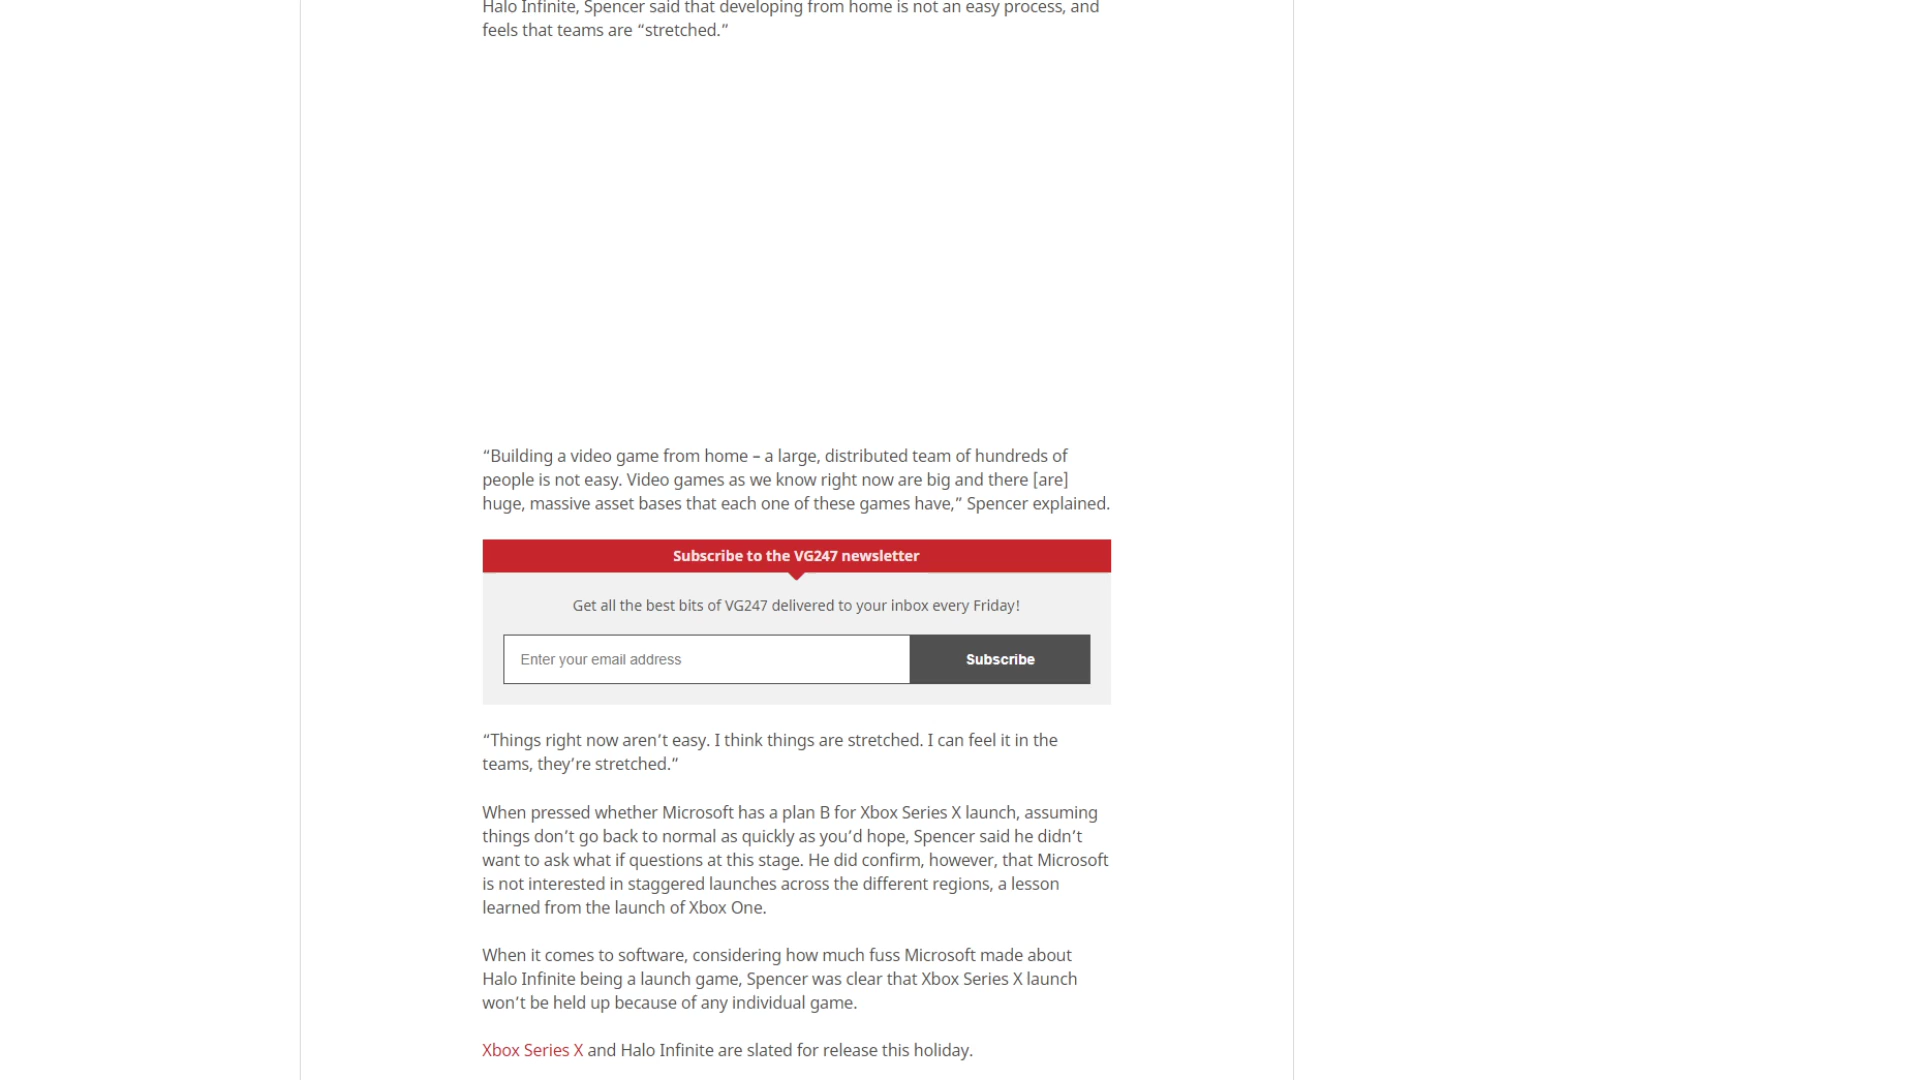 Halo Infinite, Spencer said that developing from home is not an easy process, and
feels that teams are “stretched.”
“Building a video game from home – a large, distributed team of hundreds of
people is not easy. Video games as we know right now are big and there [are]
huge, massive asset bases that each one of these games have,” Spencer explained.
Subscribe to the VG247 newsletter
Get all the best bits of VG247 delivered to your inbox every Friday!
Enter your email address Subscribe
“Things right now aren’t easy. I think things are stretched. I can feel it in the
teams, they’re stretched.”
When pressed whether Microsoft has a plan B for Xbox Series X launch, assuming
things don’t go back to normal as quickly as you’d hope, Spencer said he didn’t
want to ask what if questions at this stage. He did confirm, however, that Microsoft
is not interested in staggered launches across the different regions, a lesson
learned from the launch of Xbox One.
When it comes to software, considering how much fuss Microsoft made about
Halo Infinite being a launch game, Spencer was clear that Xbox Series X launch
won’t be held up because of any individual game.
Xbox Series X and Halo Infinite are slated for release this holiday.